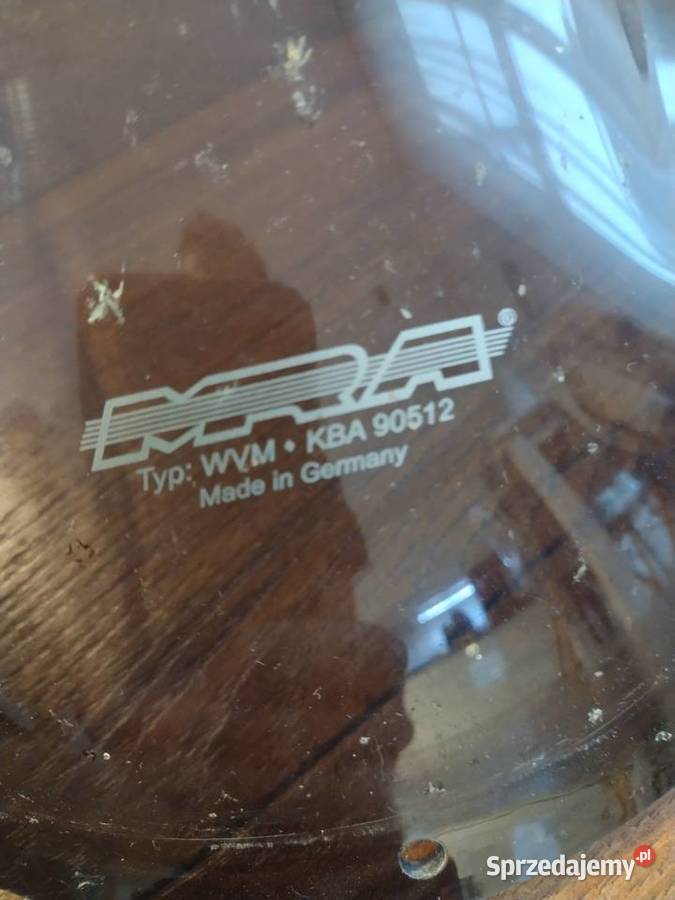 MRA®
Typ: WVM • KBA 90512
Made in Germany
Sprzedajemy.pl